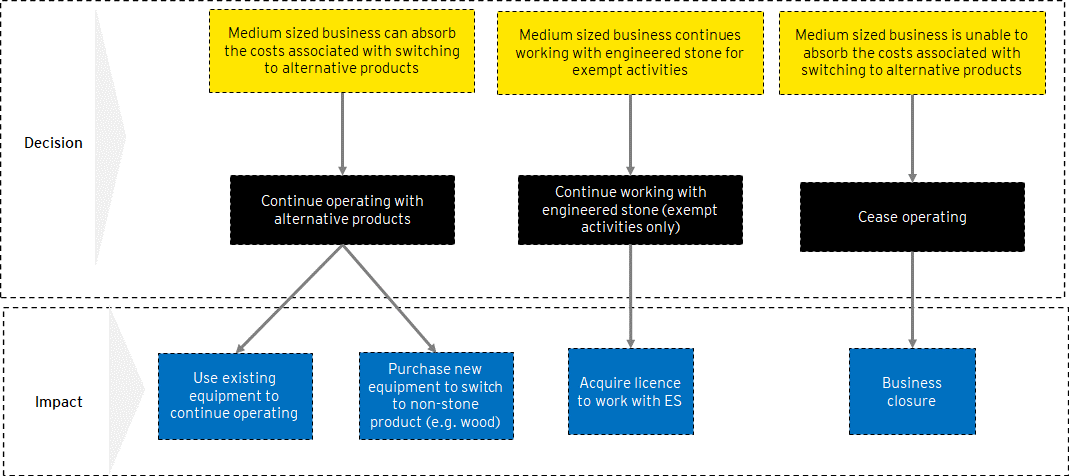 Medium sized business can absorb
the costs associated with switching
to alternative products
Medium sized business continues
working with engineered stone for
exempt activities
Medium sized business is unable to
absorb the costs associated with
switching to alternative products
Decision
Continue operating with
alternative products
Continue working with
engineered stone (exempt
activities only)
Cease operating
Impact
Use existing
equipment to
continue operating
Purchase new
equipment to switch
to non-stone
product (e.g. wood)
Acquire licence
to work with ES
Business
closure